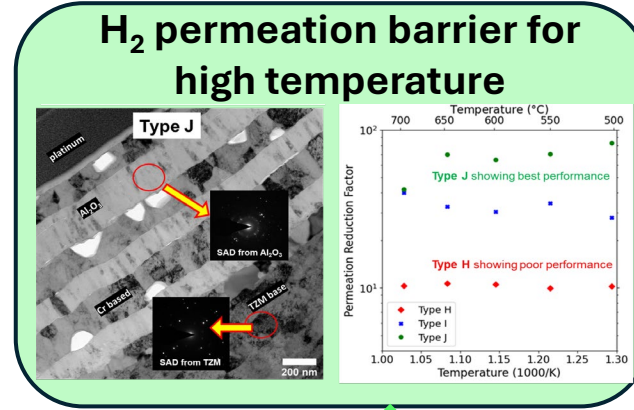 H₂ permeation barrier for
high temperature
Type J
platinum
Al₂O₃
SAD from Al₂O₃
Cr based
TZM base
SAD from TZM
200 nm
Temperature (°C)
700 650 600 550 500
10²
Type J showing best performance
Permeation Reduction Factor
Type H showing poor performance
10¹
Type H
Type I
Type J
1.00 1.05 1.10 1.15 1.20 1.25 1.30
Temperature (1000/K)